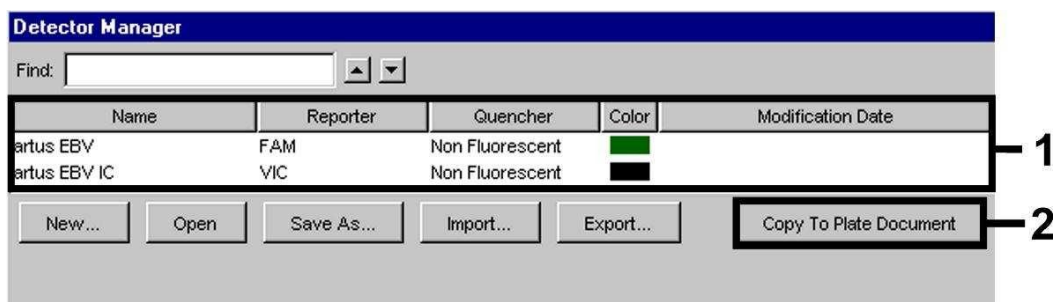 Detector Manager
Find:
Name Reporter Quencher Color Modification Date
artus EBV FAM Non Fluorescent
artus EBV IC VIC Non Fluorescent
1
New... Open Save As... Import... Export... Copy To Plate Document
2